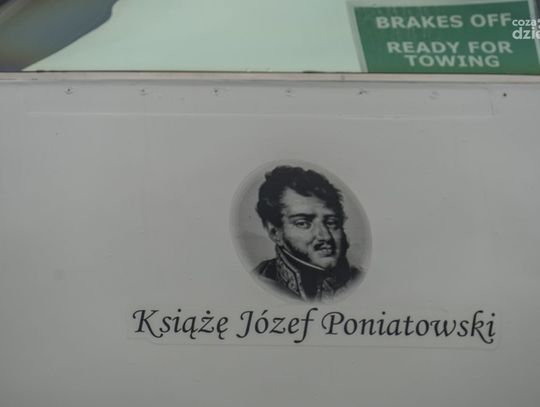 BRAKES OFF
READY FOR
TOWING
Książę Józef Poniatowski